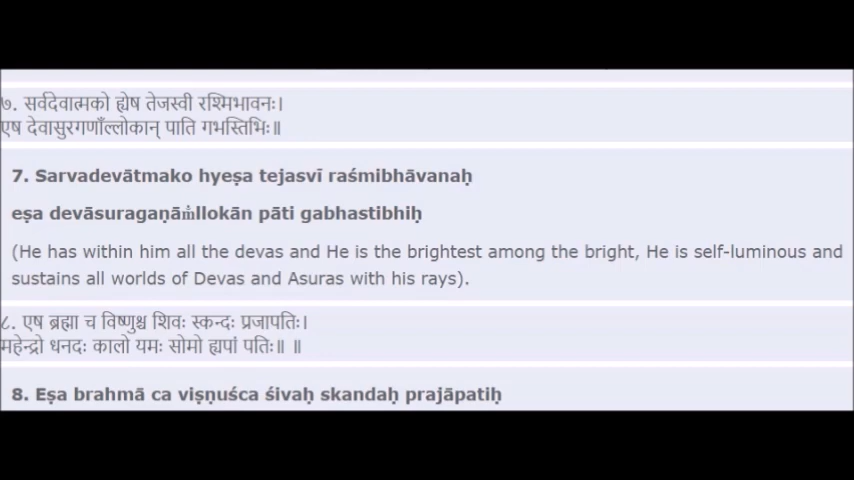 ७. सर्वदेवात्मको ह्येष तेजस्वी रश्मिभावनः।
एष देवासुरगणाँल्लोकान् पाति गभस्तिभिः॥
7. Sarvadevātmako hyeṣa tejasvī raśmibhāvanaḥ
eṣa devāsuragaṇām̐llokān pāti gabhastibhiḥ
(He has within him all the devas and He is the brightest among the bright, He is self-luminous and
sustains all worlds of Devas and Asuras with his rays).
८. एष ब्रह्मा च विष्णुश्च शिवः स्कन्दः प्रजापतिः।
महेन्द्रो धनदः कालो यमः सोमो ह्यपां पतिः॥ ॥
8. Eṣa brahmā ca viṣṇuśca śivaḥ skandaḥ prajāpatiḥ